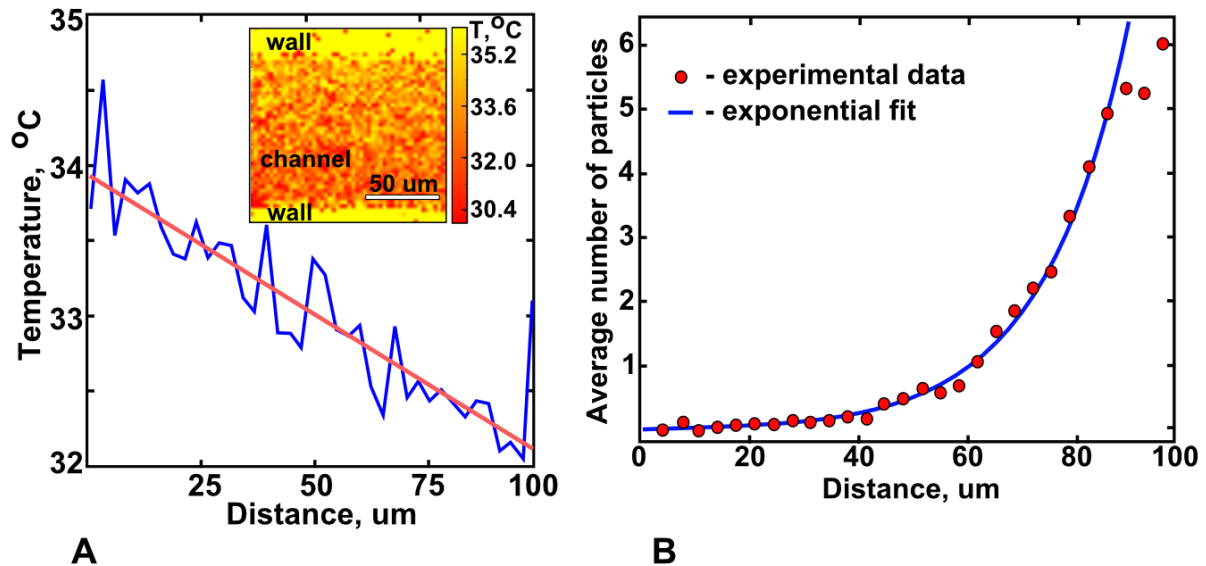 35
34
33
32
Temperature, °C
25
50
75
100
Distance, um
A
T, °C
35.2
33.6
32.0
30.4
wall
channel
50 um
wall
6
5
4
3
2
1
Average number of particles
- experimental data
- exponential fit
0
20
40
60
80
100
Distance, um
B